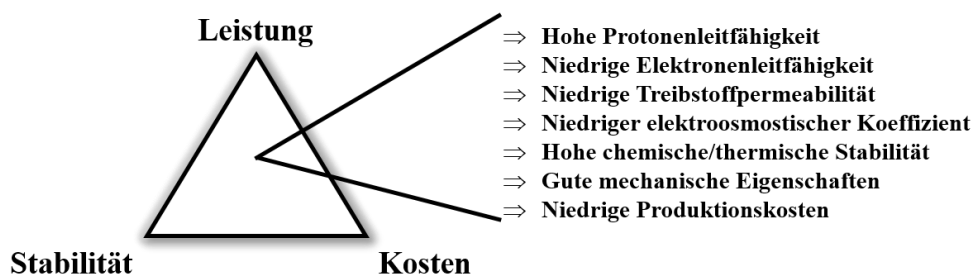 Leistung
Stabilität
Kosten
⇒ Hohe Protonenleitfähigkeit
⇒ Niedrige Elektronenleitfähigkeit
⇒ Niedrige Treibstoffpermeabilität
⇒ Niedriger elektroosmostischer Koeffizient
⇒ Hohe chemische/thermische Stabilität
⇒ Gute mechanische Eigenschaften
⇒ Niedrige Produktionskosten